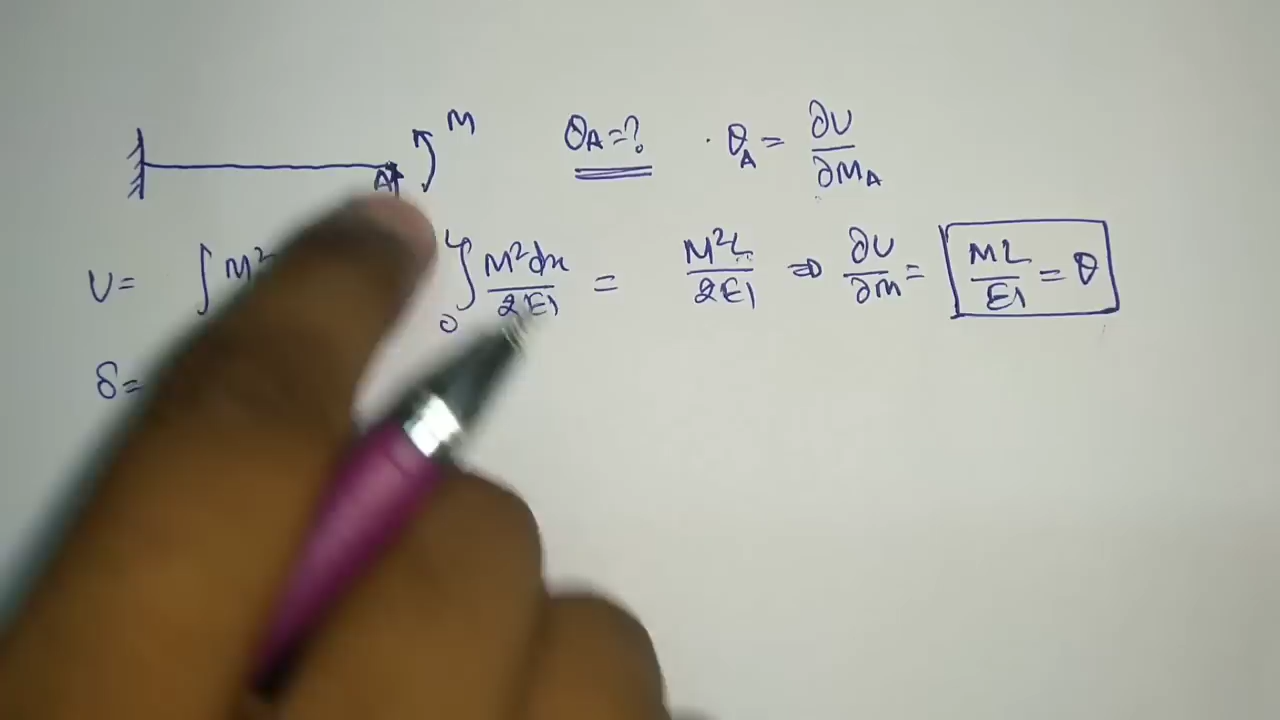 M θA=? · θA = ∂U/∂MA
A
U= ∫M² ∫₀ᴸ M²dx/2EI = M²L/2EI ⇒ ∂U/∂m = ML/EI = θ
δ=